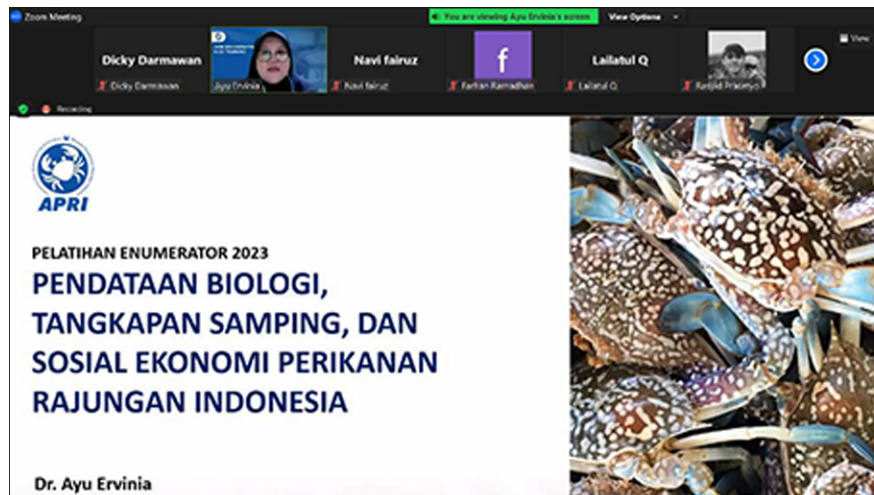 Zoom Meeting
You are viewing Ayu Ervinia's screen
View Options
View
Dicky Darmawan
Navi fairuz
f
Lailatul Q
Dicky Darmawan
Ayu Ervinia
Navi fairuz
Farhan Ramadhan
Lailatul Q
Recording
APRI
PELATIHAN ENUMERATOR 2023
PENDATAAN BIOLOGI,
TANGKAPAN SAMPING, DAN
SOSIAL EKONOMI PERIKANAN
RAJUNGAN INDONESIA
Dr. Ayu Ervinia